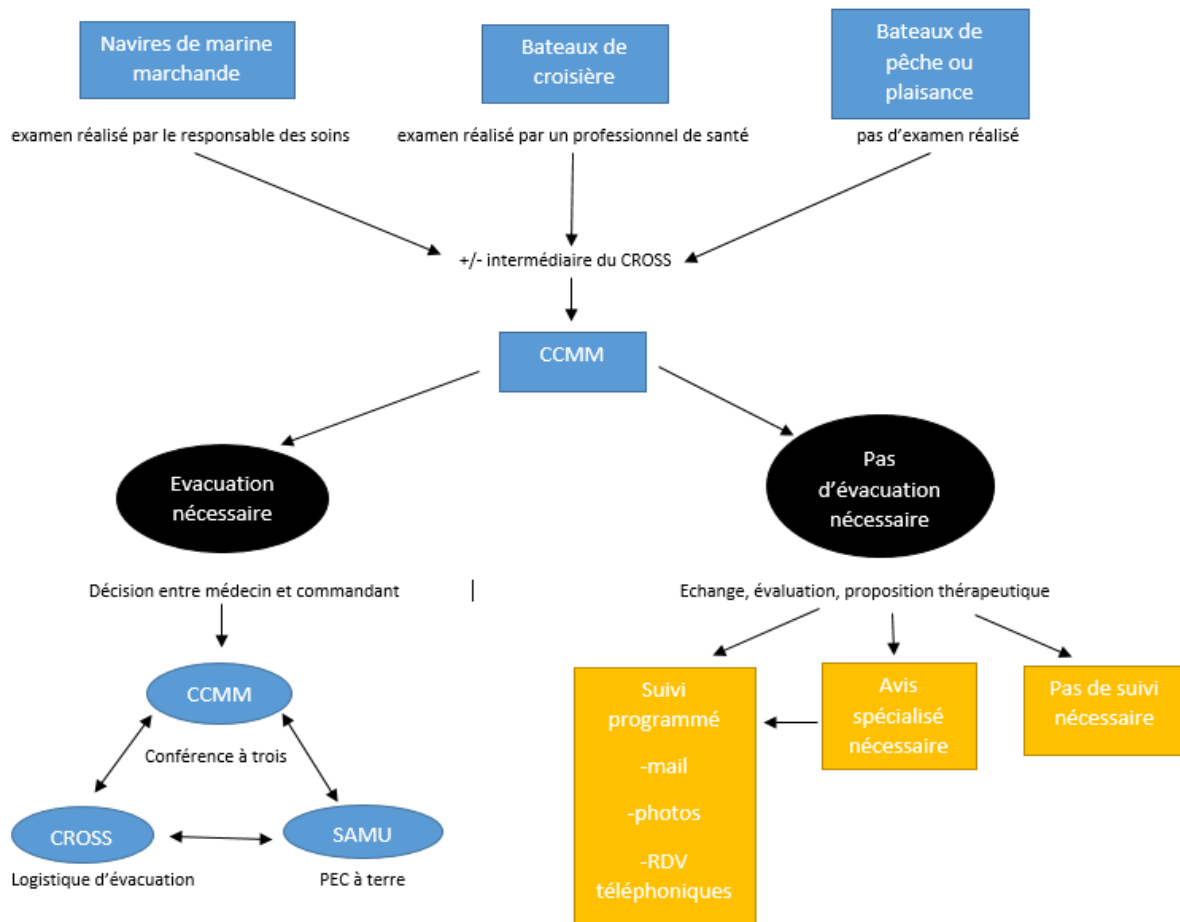 Navires de marine
marchande
Bateaux de
croisière
Bateaux de
pêche ou
plaisance
examen réalisé par le responsable des soins
examen réalisé par un professionnel de santé
pas d'examen réalisé
+/- intermédiaire du CROSS
CCMM
Evacuation
nécessaire
Pas
d'évacuation
nécessaire
Décision entre médecin et commandant
Echange, évaluation, proposition thérapeutique
CCMM
Conférence à trois
CROSS
SAMU
Logistique d'évacuation
PEC à terre
Suivi
programmé
-mail
-photos
-RDV
téléphoniques
Avis
spécialisé
nécessaire
Pas de suivi
nécessaire